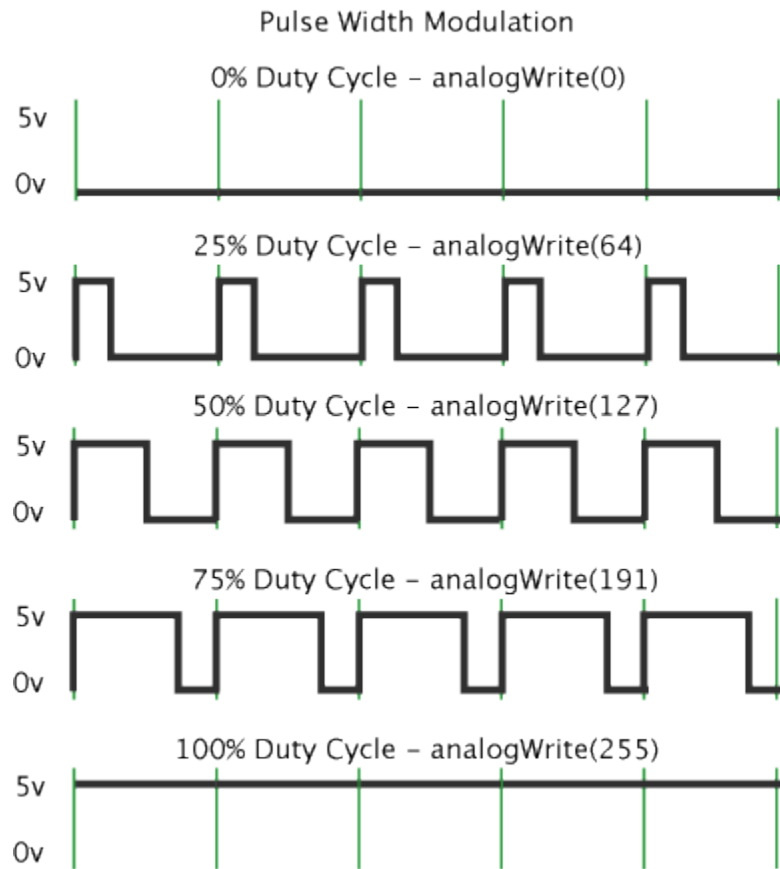 Pulse Width Modulation
0% Duty Cycle – analogWrite(0)
5v
0v
25% Duty Cycle – analogWrite(64)
5v
0v
50% Duty Cycle – analogWrite(127)
5v
0v
75% Duty Cycle – analogWrite(191)
5v
0v
100% Duty Cycle – analogWrite(255)
5v
0v